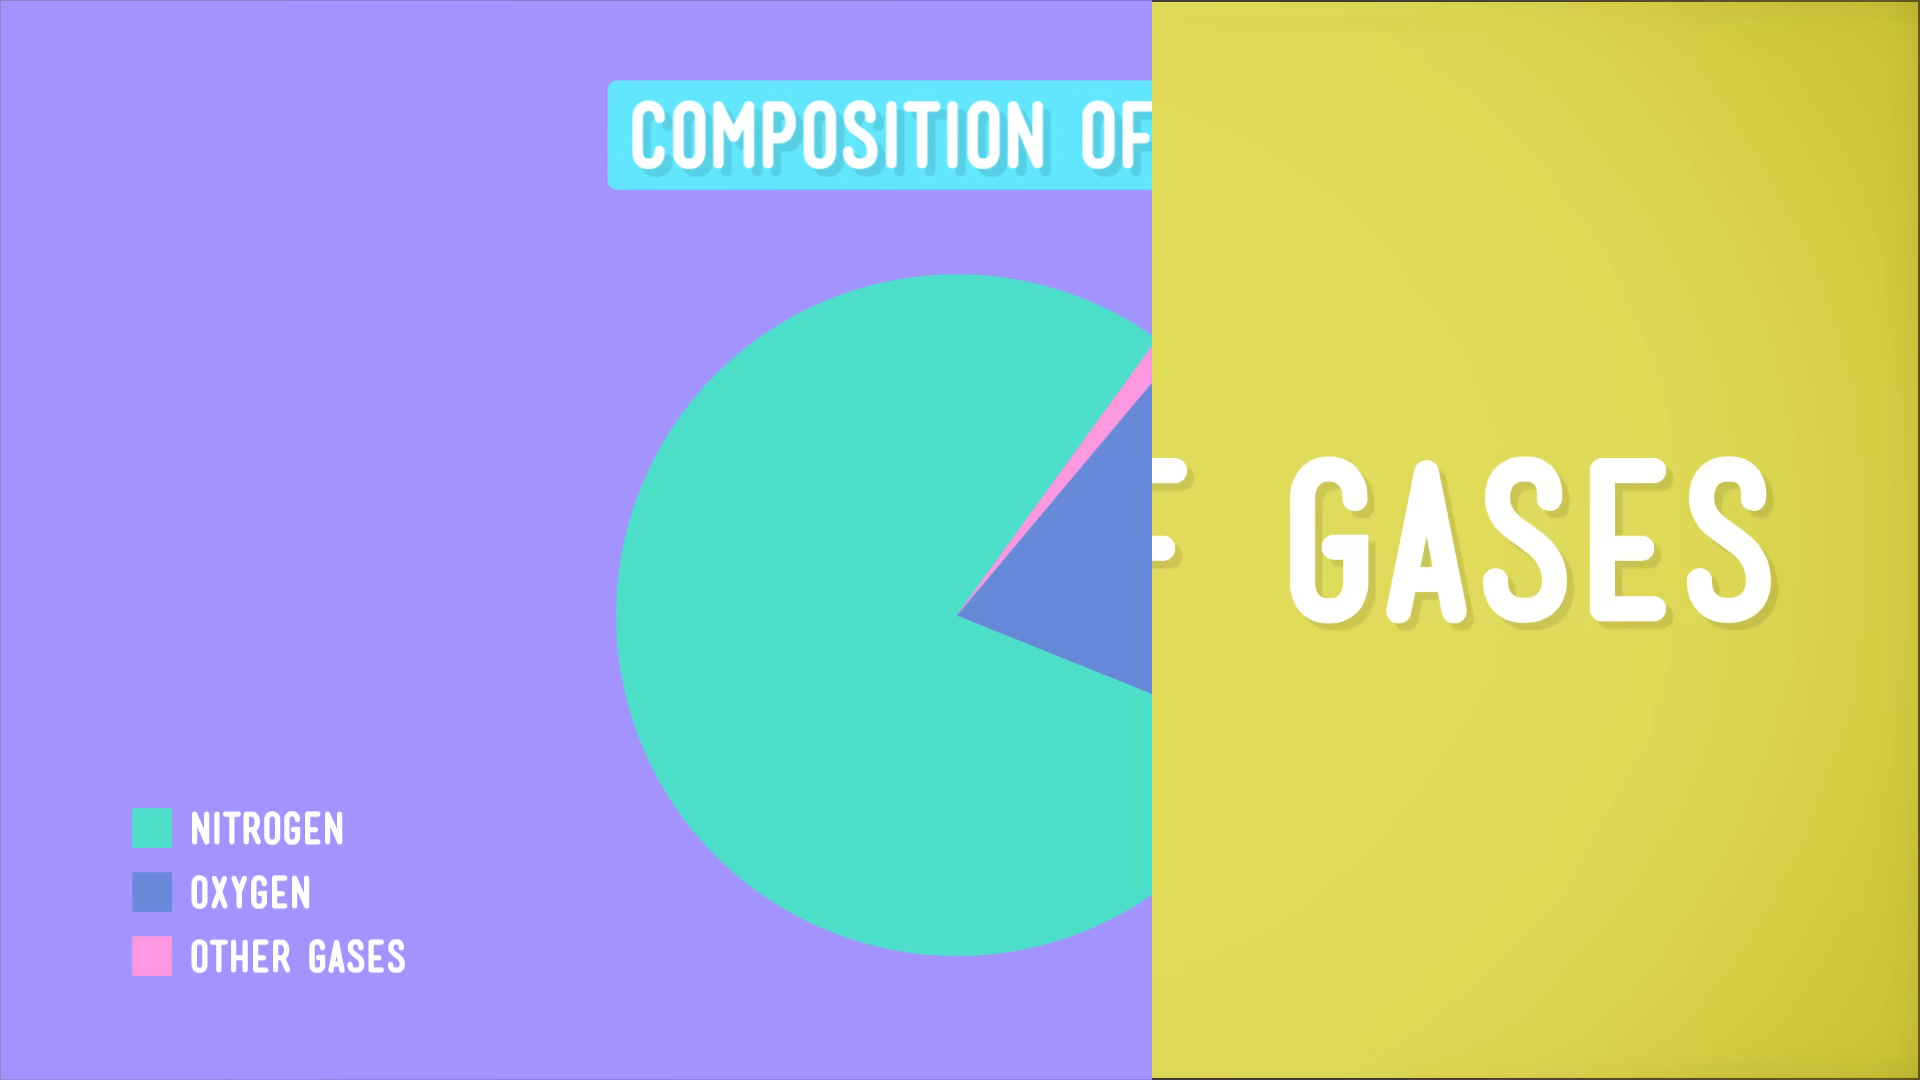 COMPOSITION OF
GASES
NITROGEN
OXYGEN
OTHER GASES